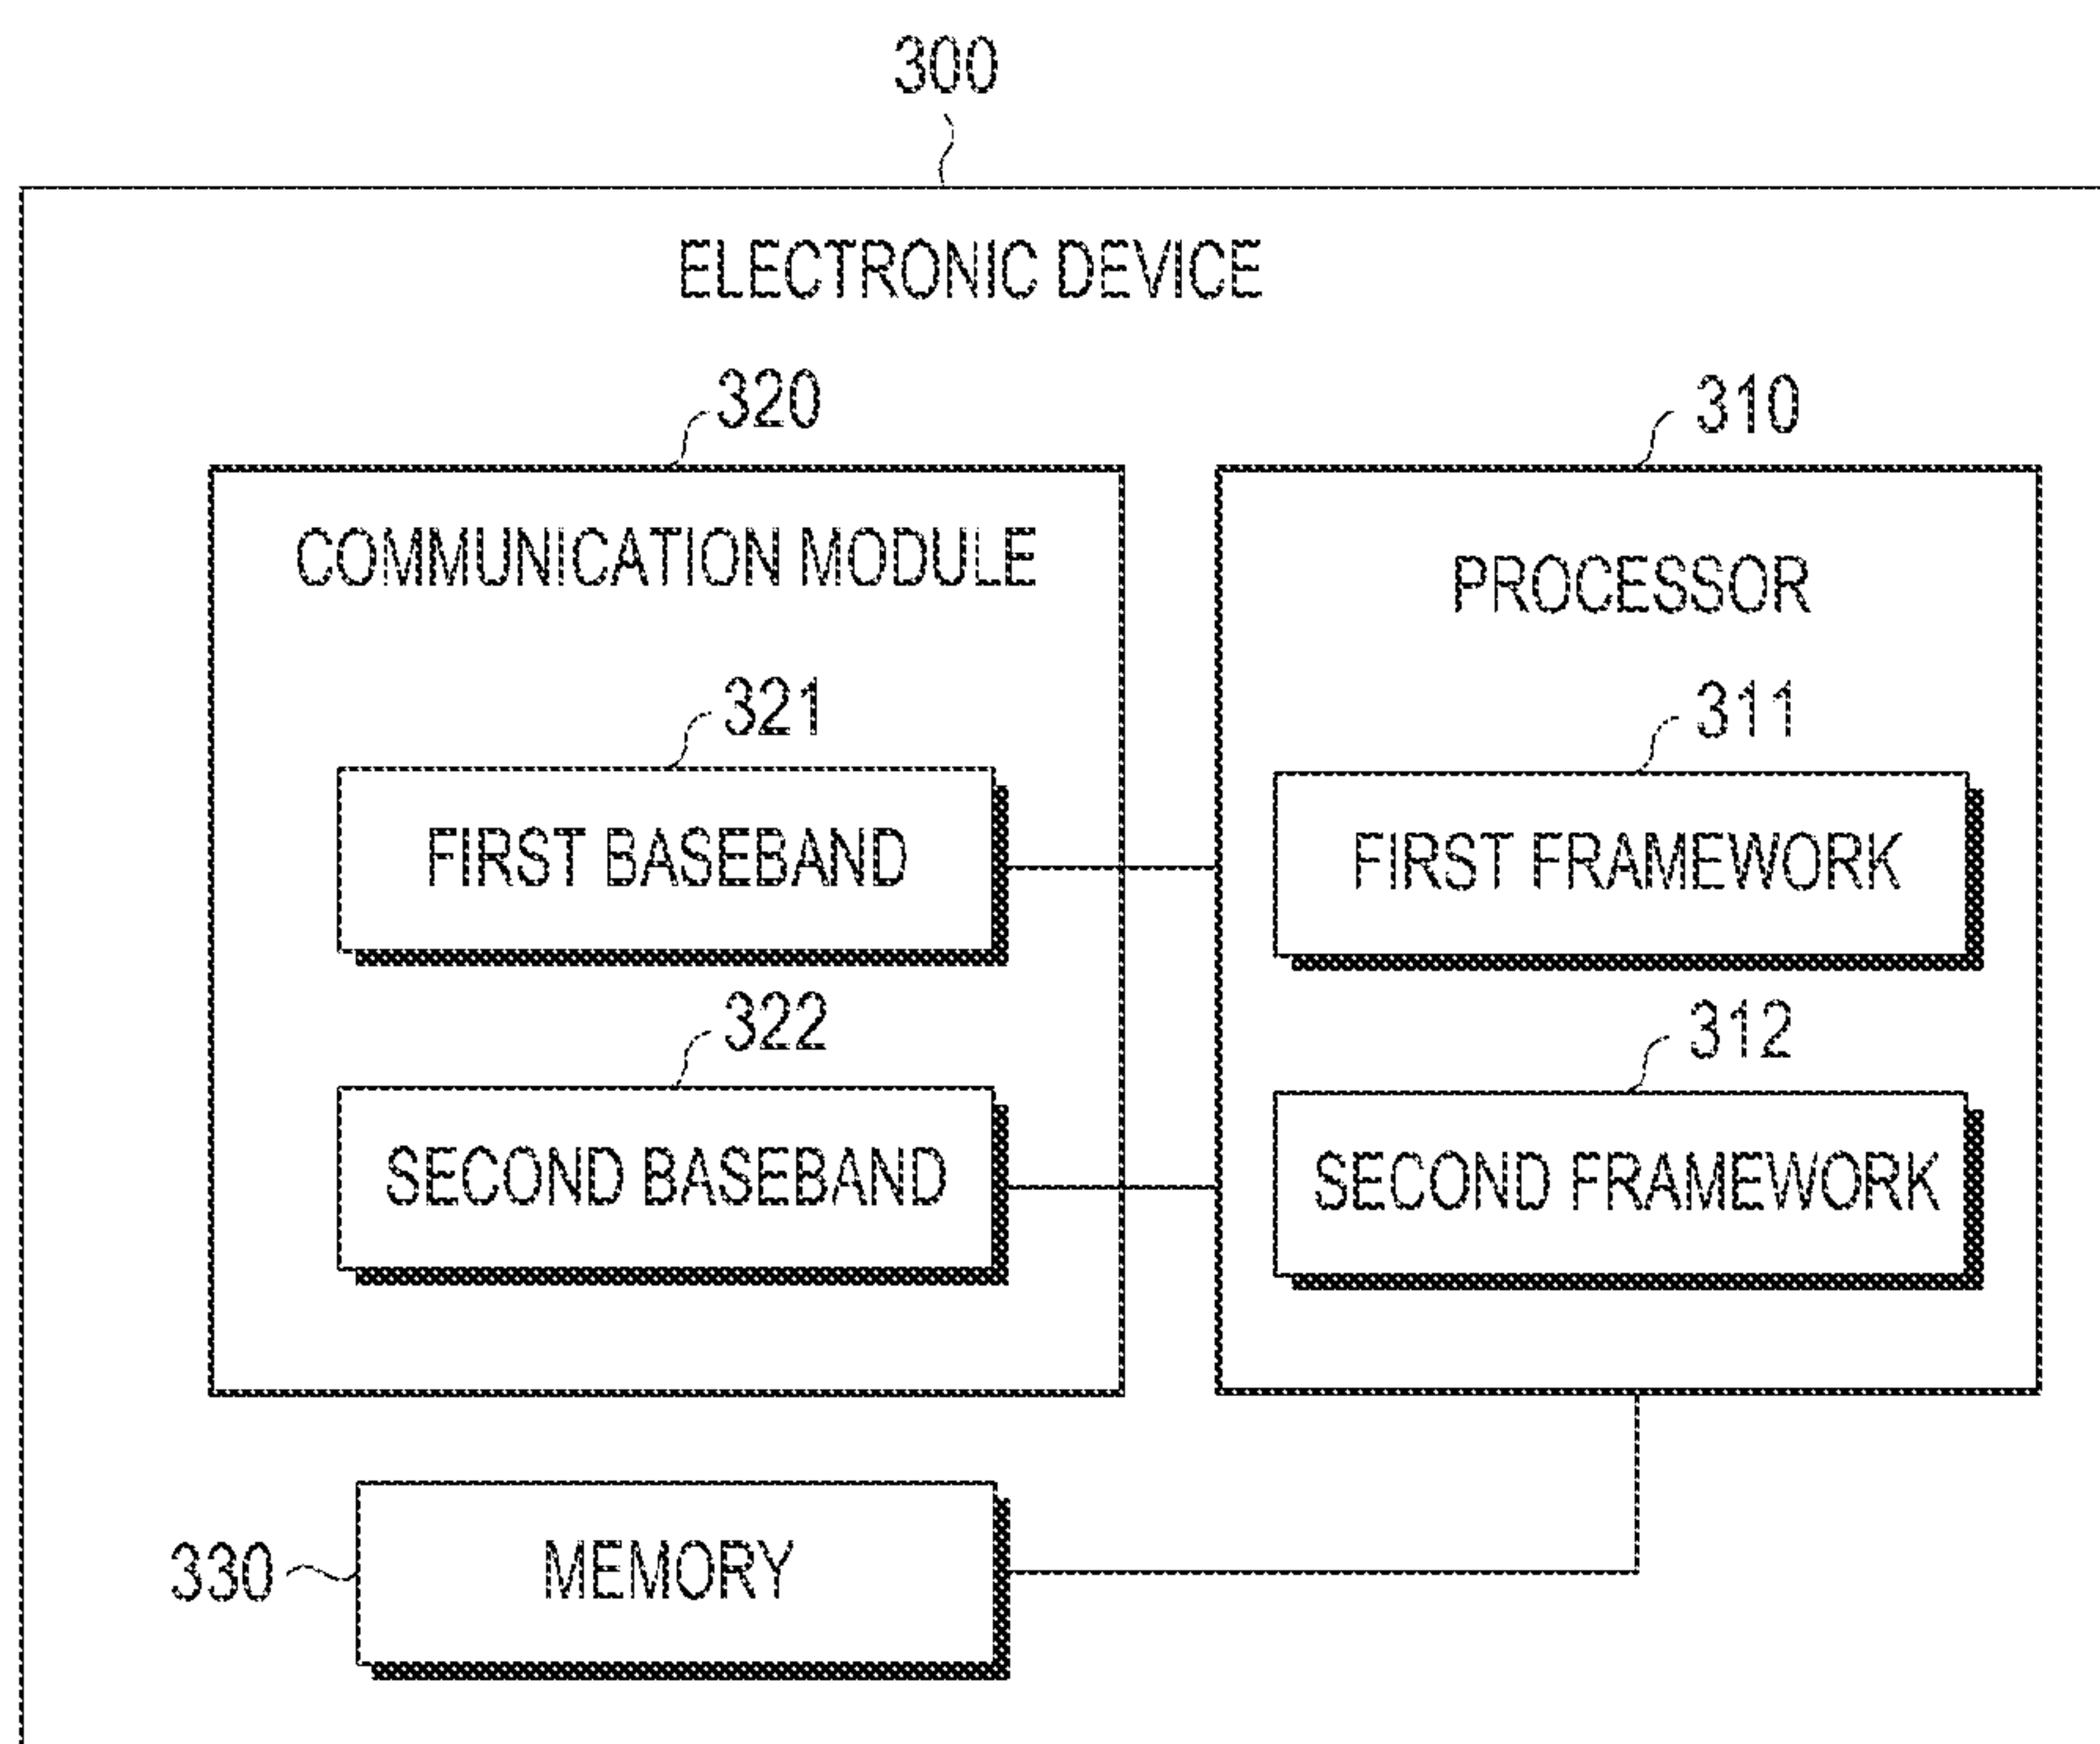 300
ELECTRONIC DEVICE
320
310
COMMUNICATION MODULE
PROCESSOR
321
311
FIRST BASEBAND
FIRST FRAMEWORK
322
312
SECOND BASEBAND
SECOND FRAMEWORK
330
MEMORY